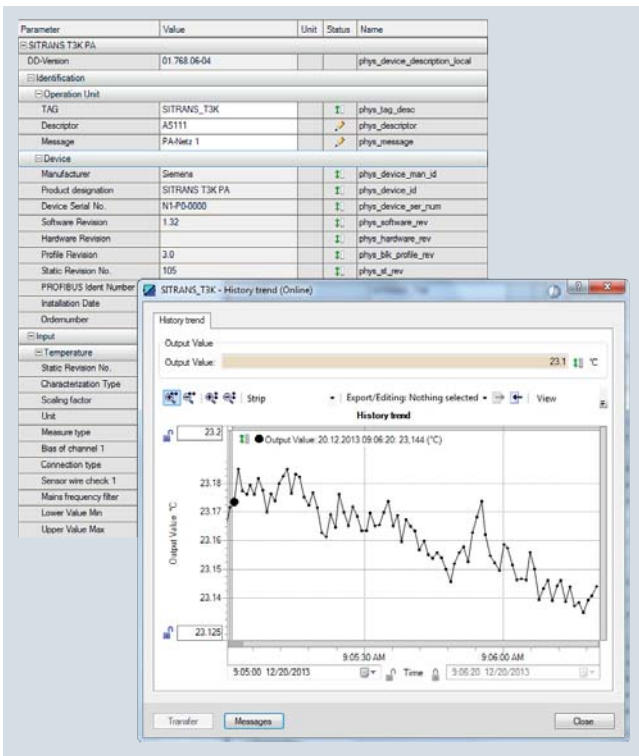 Parameter Value Unit Status Name
SITRANS T3K PA
DD-Version 01.768.06-04 phys_device_description_local
Identification
Operation Unit
TAG SITRANS_T3K phys_tag_desc
Descriptor A5111 phys_descriptor
Message PA-Netz 1 phys_message
Device
Manufacturer Siemens phys_device_man_id
Product designation SITRANS T3K PA phys_device_id
Device Serial No. N1-P0-0000 phys_device_ser_num
Software Revision 1.32 phys_software_rev
Hardware Revision phys_hardware_rev
Profile Revision 3.0 phys_blk_profile_rev
Static Revision No. 105 phys_st_rev
PROFIBUS Ident Number
Installation Date
Ordernumber
Input
Temperature
Static Revision No.
Characterization Type
Scaling factor
Unit
Measure type
Bias of channel 1
Connection type
Sensor wire check 1
Mains frequency filter
Lower Value Min
Upper Value Max
SITRANS_T3K - History trend (Online)
History trend
Output Value
Output Value: 23.1 °C
Strip Export/Editing: Nothing selected View
History trend
23.2
Output Value: 20.12.2013 09:06:20: 23,144 (°C)
23.18
23.17
23.16
23.15
23.14
23.125
Output Value °C
9:05:30 AM 9:06:00 AM
9:05:00 12/20/2013 Time 9:06:20 12/20/2013
Transfer Messages Close